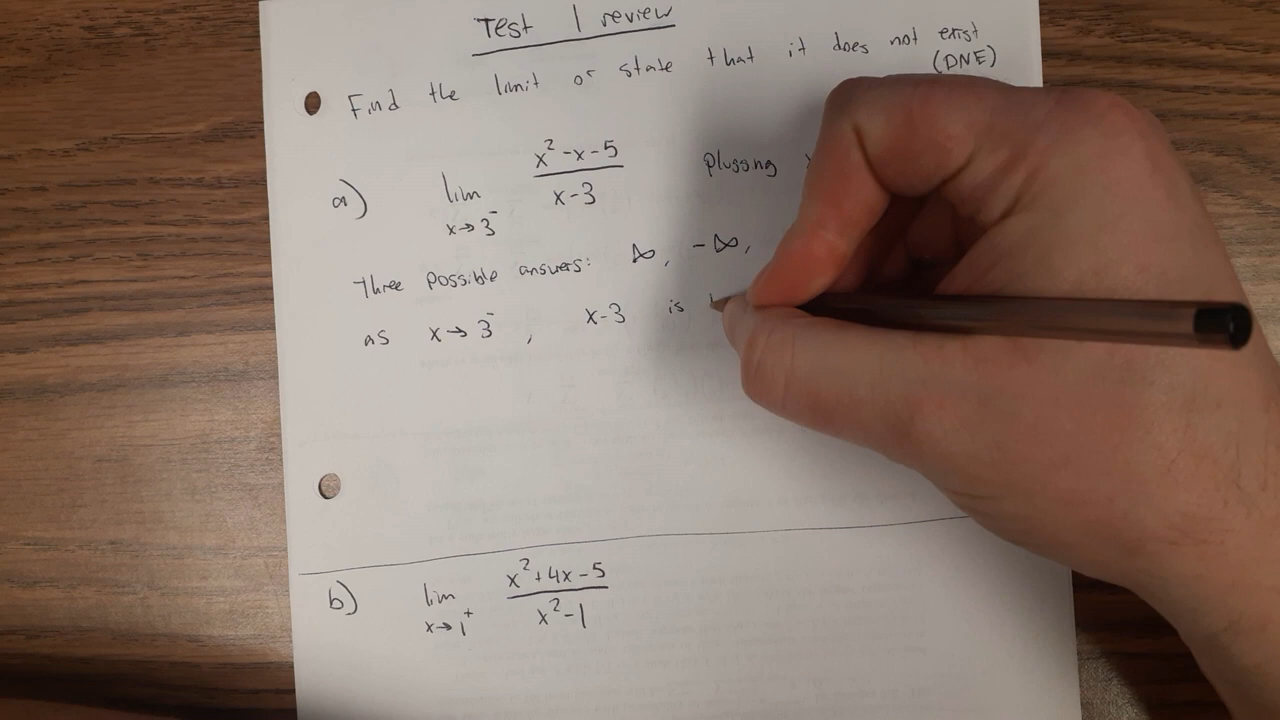 Test 1 review
Find the limit or state that it does not exist
(DNE)
a) lim x→3⁻ (x²-x-5)/(x-3) plugging
Three possible answers: ∞, -∞,
as x→3⁻, x-3 is
b) lim x→1⁺ (x²+4x-5)/(x²-1)